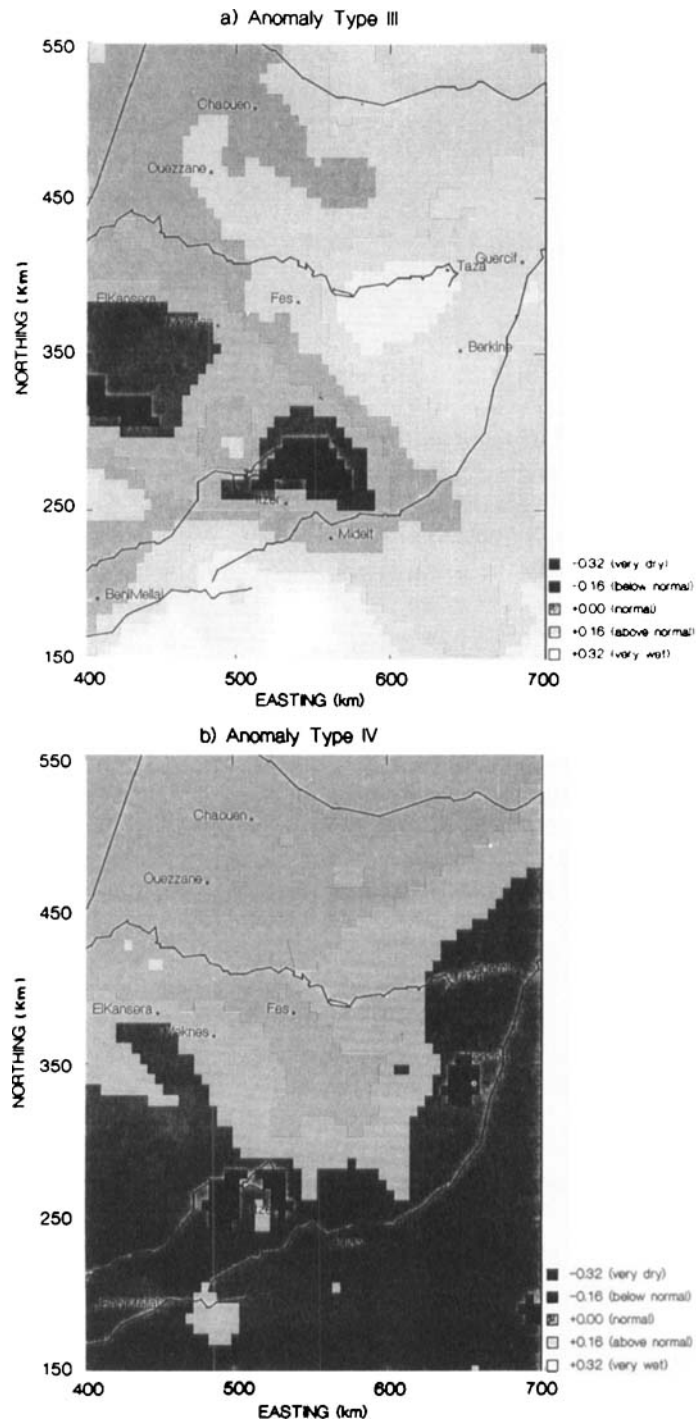 a) Anomaly Type III
550
Chaouen
Ouezzane
450
Guercif
Taza
ElKansera
Fes
NORTHING (Km)
350
Berkine
250
Itzer
Midelt
-0.32 (very dry)
-0.16 (below normal)
BeniMellal
+0.00 (normal)
+0.16 (above normal)
150
+0.32 (very wet)
400 500 600 700
EASTING (km)
b) Anomaly Type IV
550
Chaouen
Ouezzane
450
ElKansera
Fes
Meknes
NORTHING (Km)
350
250
-0.32 (very dry)
-0.16 (below normal)
+0.00 (normal)
+0.16 (above normal)
150
+0.32 (very wet)
400 500 600 700
EASTING (km)